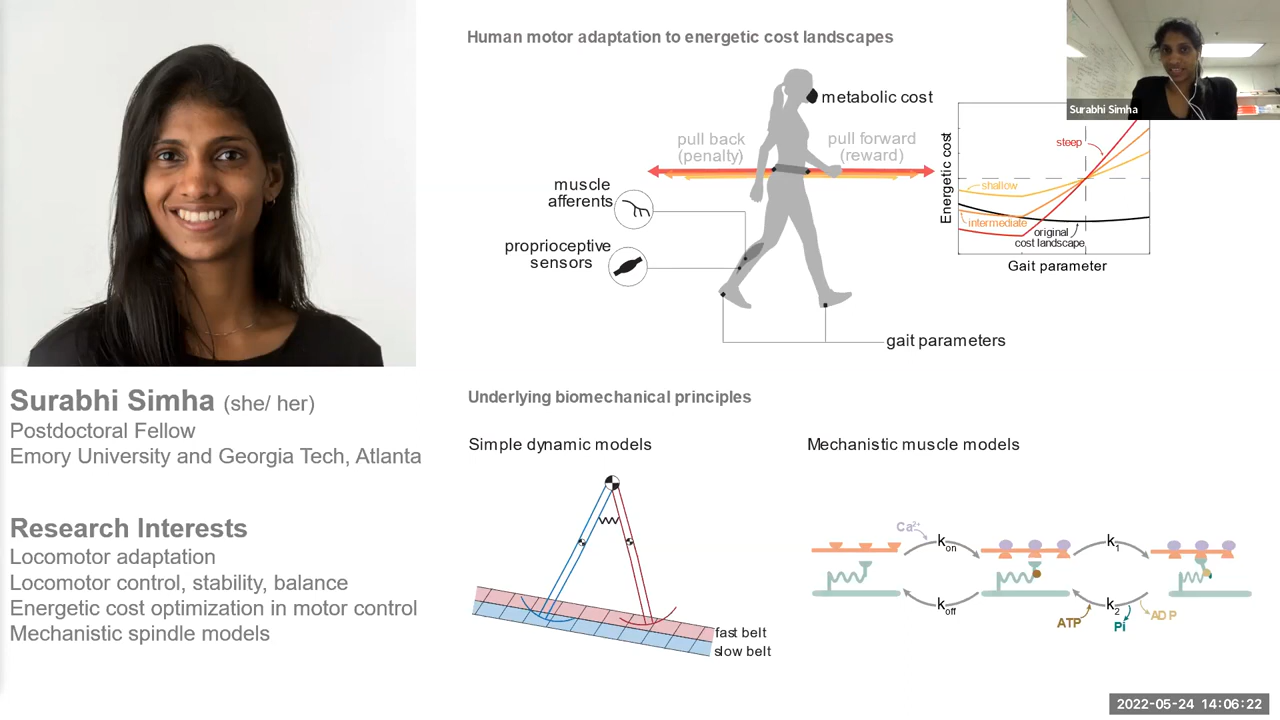 Human motor adaptation to energetic cost landscapes
Surabhi Simha
metabolic cost
pull back
(penalty)
pull forward
(reward)
muscle
afferents
proprioceptive
sensors
gait parameters
Energetic cost
steep
shallow
intermediate
original
cost landscape
Gait parameter
Surabhi Simha (she/ her)
Postdoctoral Fellow
Emory University and Georgia Tech, Atlanta
Research Interests
Locomotor adaptation
Locomotor control, stability, balance
Energetic cost optimization in motor control
Mechanistic spindle models
Underlying biomechanical principles
Simple dynamic models
fast belt
slow belt
Mechanistic muscle models
Ca2+
kon
k1
koff
k2
ATP
Pi
ADP
2022-05-24 14:06:22